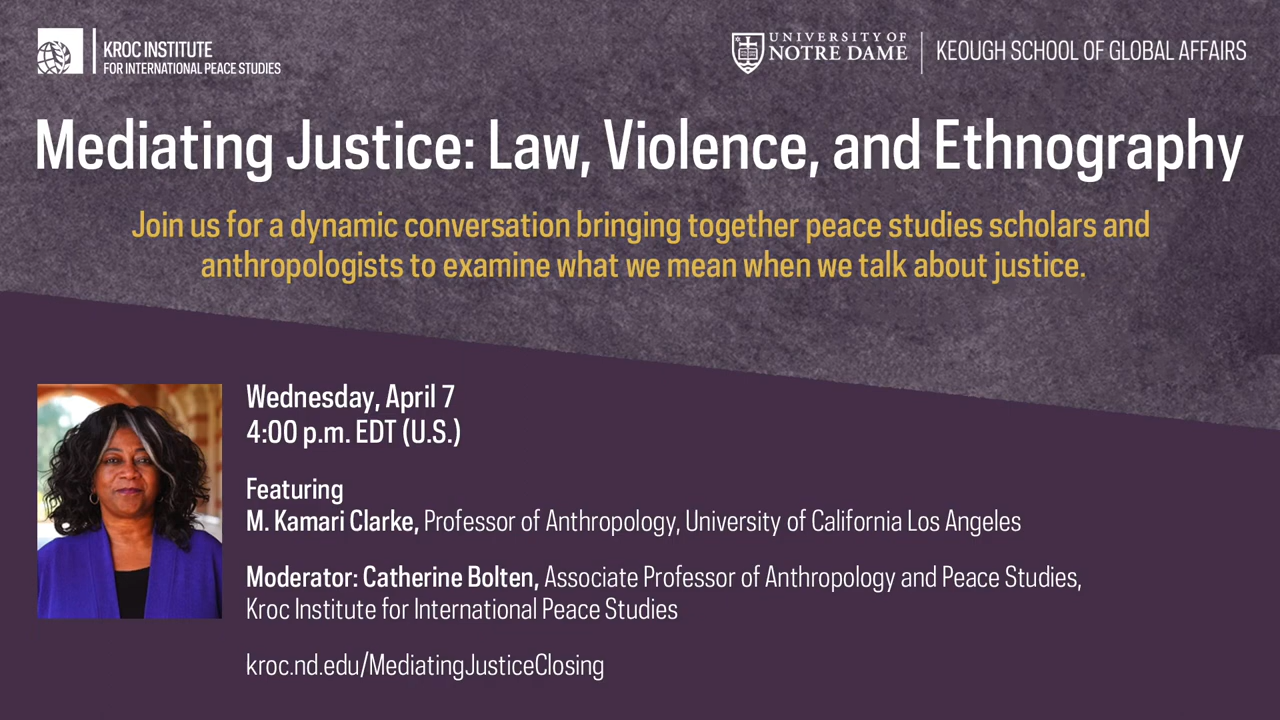 KROC INSTITUTE
FOR INTERNATIONAL PEACE STUDIES
UNIVERSITY OF
NOTRE DAME
KEOUGH SCHOOL OF GLOBAL AFFAIRS
Mediating Justice: Law, Violence, and Ethnography
Join us for a dynamic conversation bringing together peace studies scholars and
anthropologists to examine what we mean when we talk about justice.
Wednesday, April 7
4:00 p.m. EDT (U.S.)
Featuring
M. Kamari Clarke, Professor of Anthropology, University of California Los Angeles
Moderator: Catherine Bolten, Associate Professor of Anthropology and Peace Studies,
Kroc Institute for International Peace Studies
kroc.nd.edu/MediatingJusticeClosing